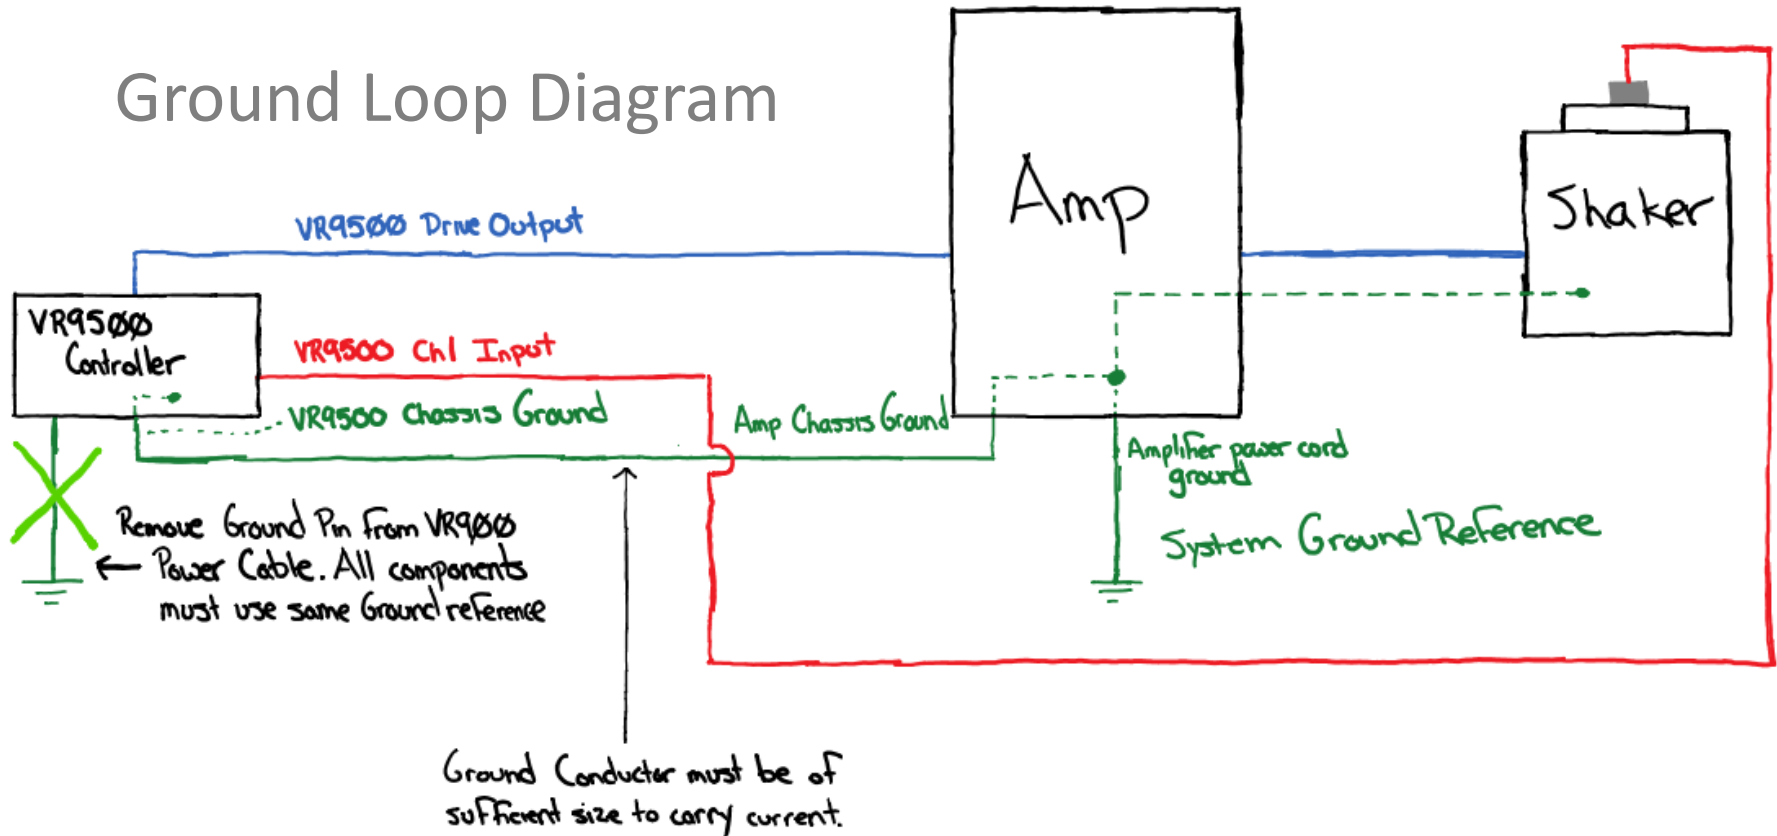 Ground Loop Diagram
Amp
Shaker
VR9500 Drive Output
VR9500
Controller
VR9500 Ch1 Input
VR9500 Chassis Ground
Amp Chassis Ground
Amplifier power cord
ground
System Ground Reference
Remove Ground Pin From VR900
Power Cable. All components
must use same Ground reference
Ground Conductor must be of
sufficient size to carry current.